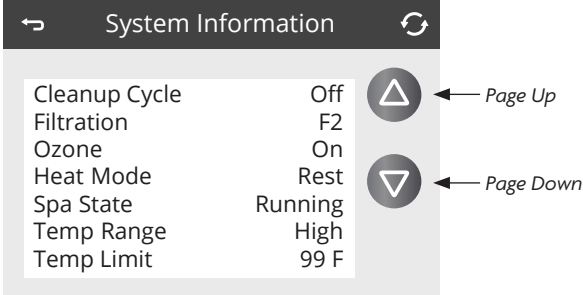 System Information
Cleanup Cycle Off
Filtration F2
Ozone On
Heat Mode Rest
Spa State Running
Temp Range High
Temp Limit 99 F
Page Up
Page Down